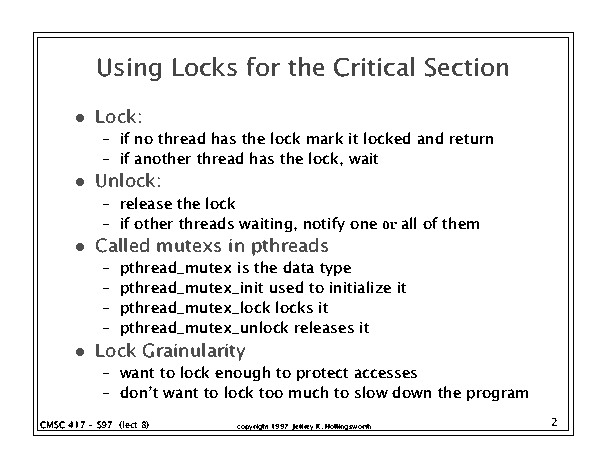 Using Locks for the Critical Section
● Lock:
– if no thread has the lock mark it locked and return
– if another thread has the lock, wait
● Unlock:
– release the lock
– if other threads waiting, notify one or all of them
● Called mutexs in pthreads
– pthread_mutex is the data type
– pthread_mutex_init used to initialize it
– pthread_mutex_lock locks it
– pthread_mutex_unlock releases it
● Lock Grainularity
– want to lock enough to protect accesses
– don't want to lock too much to slow down the program
CMSC 417 - S97 (lect 8)
copyright 1997 Jeffrey K. Hollingsworth
2